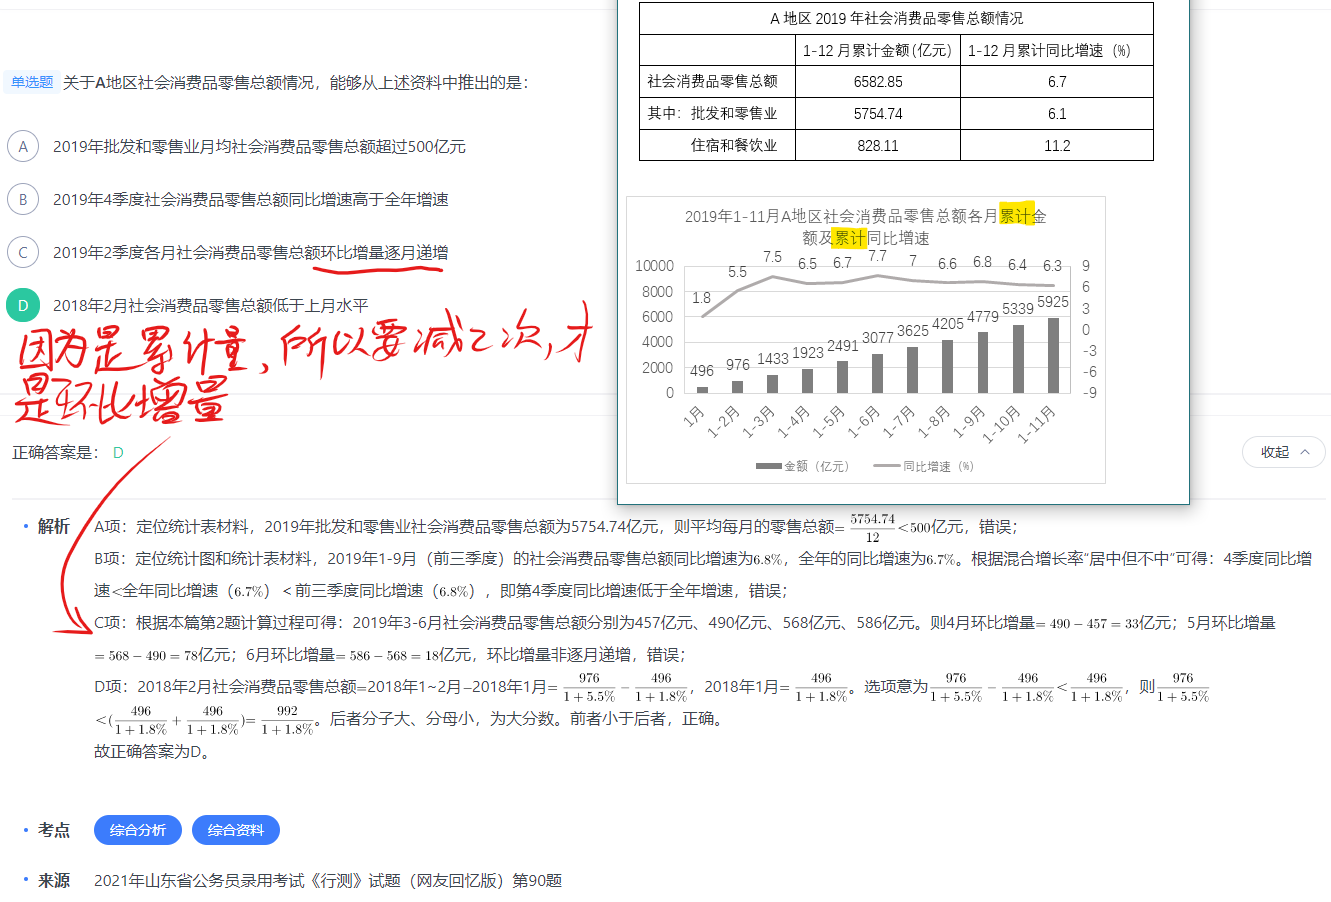 单选题 关于A地区社会消费品零售总额情况，能够从上述资料中推出的是：
A 2019年批发和零售业月均社会消费品零售总额超过500亿元
B 2019年4季度社会消费品零售总额同比增速高于全年增速
C 2019年2季度各月社会消费品零售总额环比增量逐月递增
D 2018年2月社会消费品零售总额低于上月水平
因为是累计量，所以要减2次，才
是环比增量
A 地区 2019 年社会消费品零售总额情况
1-12 月累计金额(亿元) 1-12 月累计同比增速（%）
社会消费品零售总额 6582.85 6.7
其中：批发和零售业 5754.74 6.1
住宿和餐饮业 828.11 11.2
2019年1-11月A地区社会消费品零售总额各月累计金
额及累计同比增速
10000 8000 6000 4000 2000 0
1.8 5.5 7.5 6.5 6.7 7.7 7 6.6 6.8 6.4 6.3
496 976 1433 1923 2491 3077 3625 4205 4779 5339 5925
9 6 3 0 -3 -6 -9
1月 1-2月 1-3月 1-4月 1-5月 1-6月 1-7月 1-8月 1-9月 1-10月 1-11月
金额（亿元） 同比增速（%）
正确答案是： D
收起
解析 A项：定位统计表材料，2019年批发和零售业社会消费品零售总额为5754.74亿元，则平均每月的零售总额= 5754.74/12 <500亿元，错误；
B项：定位统计图和统计表材料，2019年1-9月（前三季度）的社会消费品零售总额同比增速为6.8%，全年的同比增速为6.7%。根据混合增长率“居中但不中”可得：4季度同比增
速<全年同比增速（6.7%）<前三季度同比增速（6.8%），即第4季度同比增速低于全年增速，错误；
C项：根据本篇第2题计算过程可得：2019年3-6月社会消费品零售总额分别为457亿元、490亿元、568亿元、586亿元。则4月环比增量= 490 − 457 = 33亿元；5月环比增量
= 568 − 490 = 78亿元；6月环比增量= 586 − 568 = 18亿元，环比增量非逐月递增，错误；
D项：2018年2月社会消费品零售总额=2018年1~2月−2018年1月= 976/(1+5.5%) − 496/(1+1.8%)，2018年1月= 496/(1+1.8%)。选项意为 976/(1+5.5%) − 496/(1+1.8%) < 496/(1+1.8%)，则 976/(1+5.5%)
<(496/(1+1.8%) + 496/(1+1.8%))= 992/(1+1.8%)。后者分子大、分母小，为大分数。前者小于后者，正确。
故正确答案为D。
考点 综合分析 综合资料
来源 2021年山东省公务员录用考试《行测》试题（网友回忆版）第90题